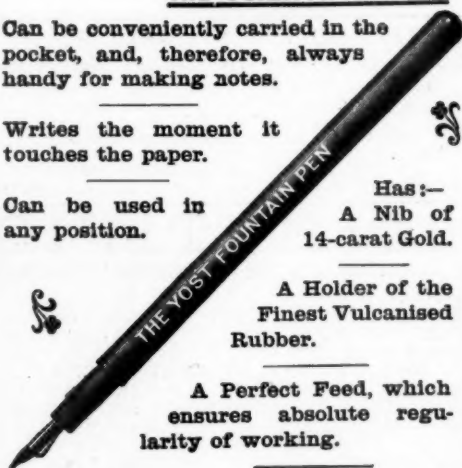 Can be conveniently carried in the
pocket, and, therefore, always
handy for making notes.
Writes the moment it
touches the paper.
Can be used in
any position.
THE YOST FOUNTAIN PEN
Has:—
A Nib of
14-carat Gold.
A Holder of the
Finest Vulcanised
Rubber.
A Perfect Feed, which
ensures absolute regu-
larity of working.